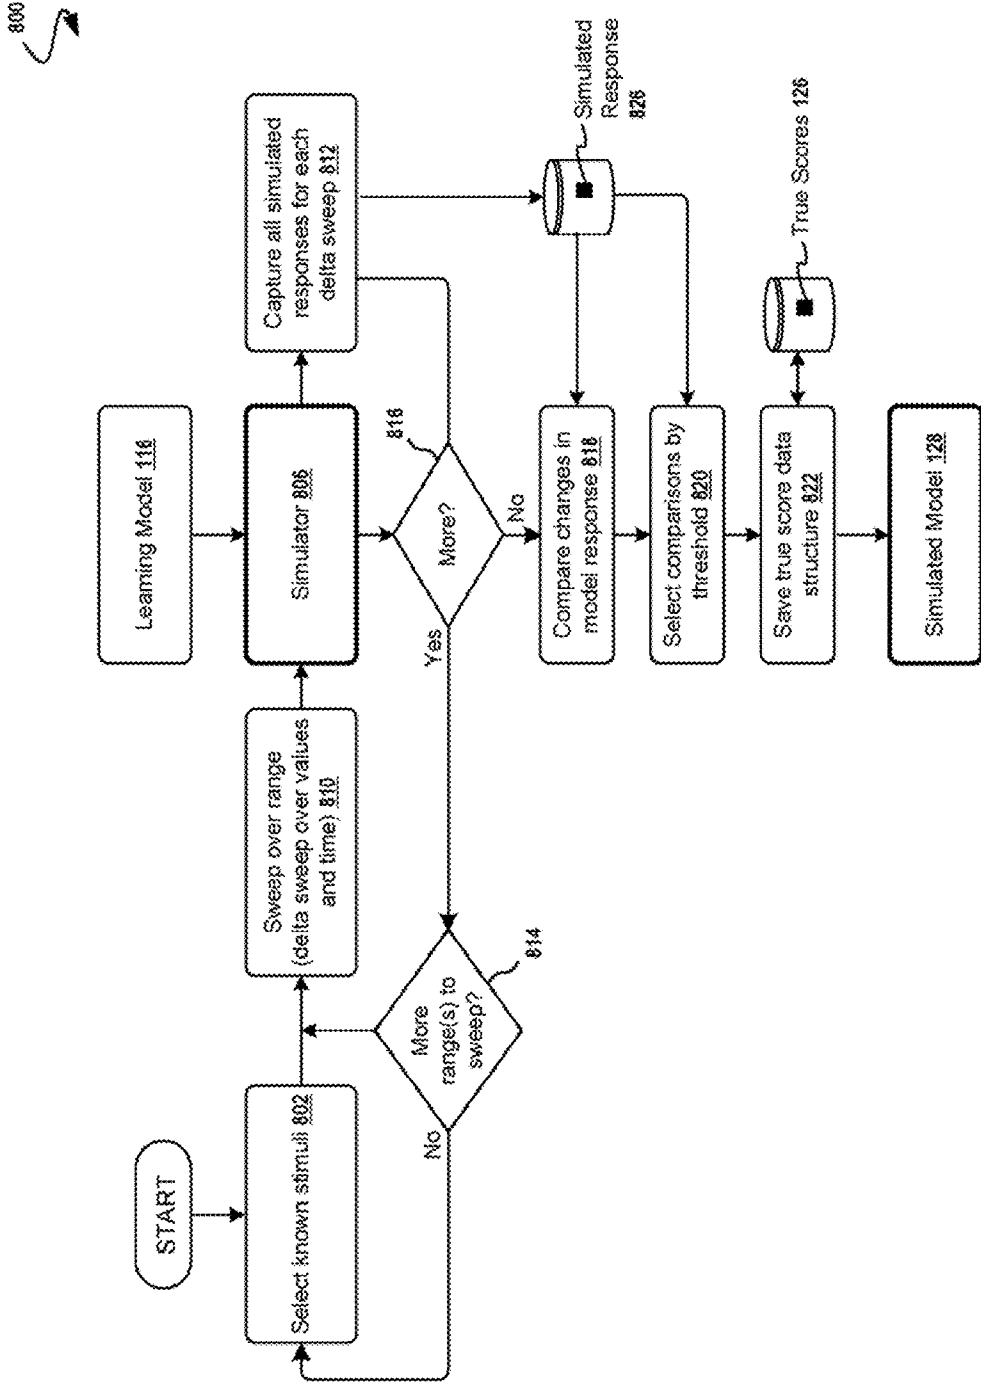 800
START
Select known stimuli 802
Sweep over range
(delta sweep over values
and time) 810
Learning Model 116
Simulator 806
Capture all simulated
responses for each
delta sweep 812
More
range(s) to
sweep?
814
No
Yes
More?
816
No
Simulated
Response
826
Compare changes in
model response 818
Select comparisons by
threshold 820
Save true score data
structure 822
True Scores 126
Simulated Model 128